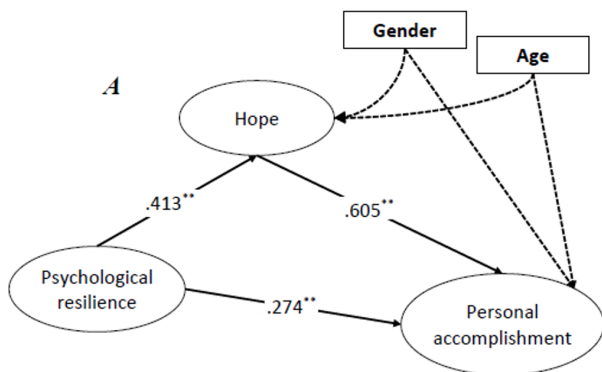 Gender
Age
A
Hope
.413**
.605**
Psychological
resilience
.274**
Personal
accomplishment